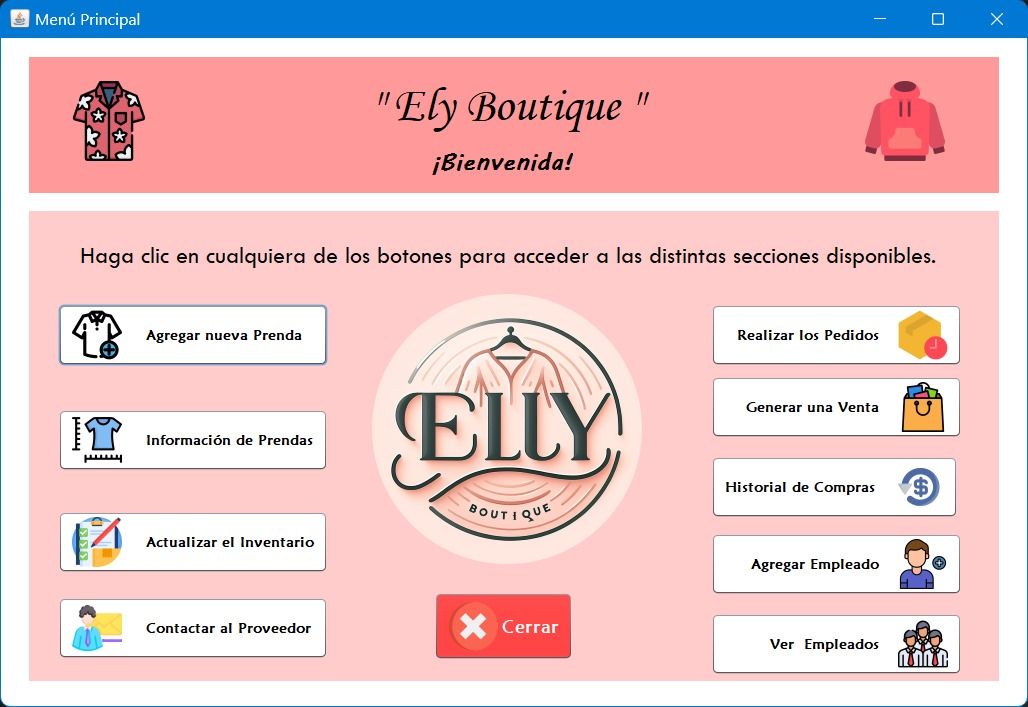 Menú Principal
" Ely Boutique "
¡Bienvenida!
Haga clic en cualquiera de los botones para acceder a las distintas secciones disponibles.
Agregar nueva Prenda
Información de Prendas
Actualizar el Inventario
Contactar al Proveedor
ELLY
BOUTIQUE
Cerrar
Realizar los Pedidos
Generar una Venta
Historial de Compras
$
Agregar Empleado
Ver Empleados